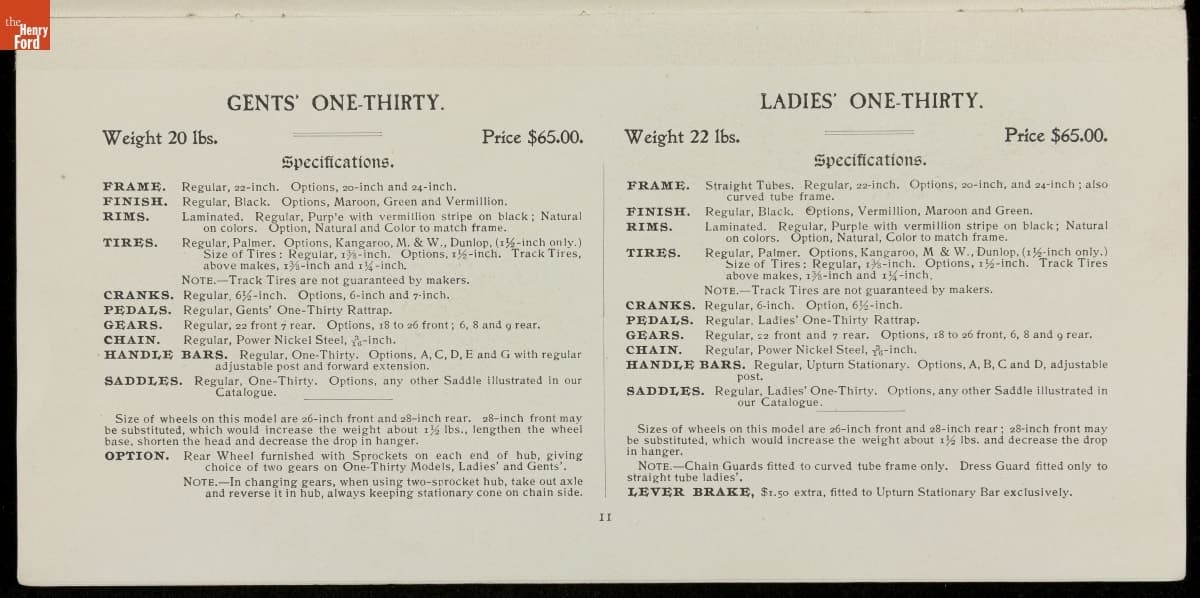 the
Henry
Ford
GENTS' ONE-THIRTY.
Weight 20 lbs. Price $65.00.
Specifications.
FRAME. Regular, 22-inch. Options, 20-inch and 24-inch.
FINISH. Regular, Black. Options, Maroon, Green and Vermillion.
RIMS. Laminated. Regular, Purp'e with vermillion stripe on black; Natural
on colors. Option, Natural and Color to match frame.
TIRES. Regular, Palmer. Options, Kangaroo, M. & W., Dunlop, (1½-inch only.)
Size of Tires: Regular, 1⅜-inch. Options, 1½-inch. Track Tires,
above makes, 1⅜-inch and 1¼-inch.
NOTE.—Track Tires are not guaranteed by makers.
CRANKS. Regular, 6½-inch. Options, 6-inch and 7-inch.
PEDALS. Regular, Gents' One-Thirty Rattrap.
GEARS. Regular, 22 front 7 rear. Options, 18 to 26 front; 6, 8 and 9 rear.
CHAIN. Regular, Power Nickel Steel, 3/16-inch.
HANDLE BARS. Regular, One-Thirty. Options, A, C, D, E and G with regular
adjustable post and forward extension.
SADDLES. Regular, One-Thirty. Options, any other Saddle illustrated in our
Catalogue.
Size of wheels on this model are 26-inch front and 28-inch rear. 28-inch front may
be substituted, which would increase the weight about 1½ lbs., lengthen the wheel
base, shorten the head and decrease the drop in hanger.
OPTION. Rear Wheel furnished with Sprockets on each end of hub, giving
choice of two gears on One-Thirty Models, Ladies' and Gents'.
NOTE.—In changing gears, when using two-sprocket hub, take out axle
and reverse it in hub, always keeping stationary cone on chain side.
LADIES' ONE-THIRTY.
Weight 22 lbs. Price $65.00.
Specifications.
FRAME. Straight Tubes. Regular, 22-inch. Options, 20-inch, and 24-inch; also
curved tube frame.
FINISH. Regular, Black. Options, Vermillion, Maroon and Green.
RIMS. Laminated. Regular, Purple with vermillion stripe on black; Natural
on colors. Option, Natural, Color to match frame.
TIRES. Regular, Palmer. Options, Kangaroo, M & W., Dunlop, (1½-inch only.)
Size of Tires: Regular, 1⅜-inch. Options, 1½-inch. Track Tires
above makes, 1⅜-inch and 1¼-inch.
NOTE.—Track Tires are not guaranteed by makers.
CRANKS. Regular, 6-inch. Option, 6½-inch.
PEDALS. Regular, Ladies' One-Thirty Rattrap.
GEARS. Regular, 22 front and 7 rear. Options, 18 to 26 front, 6, 8 and 9 rear.
CHAIN. Regular, Power Nickel Steel, 3/16-inch.
HANDLE BARS. Regular, Upturn Stationary. Options, A, B, C and D, adjustable
post.
SADDLES. Regular, Ladies' One-Thirty. Options, any other Saddle illustrated in
our Catalogue.
Sizes of wheels on this model are 26-inch front and 28-inch rear; 28-inch front may
be substituted, which would increase the weight about 1½ lbs. and decrease the drop
in hanger.
NOTE.—Chain Guards fitted to curved tube frame only. Dress Guard fitted only to
straight tube ladies'.
LEVER BRAKE, $1.50 extra, fitted to Upturn Stationary Bar exclusively.
11